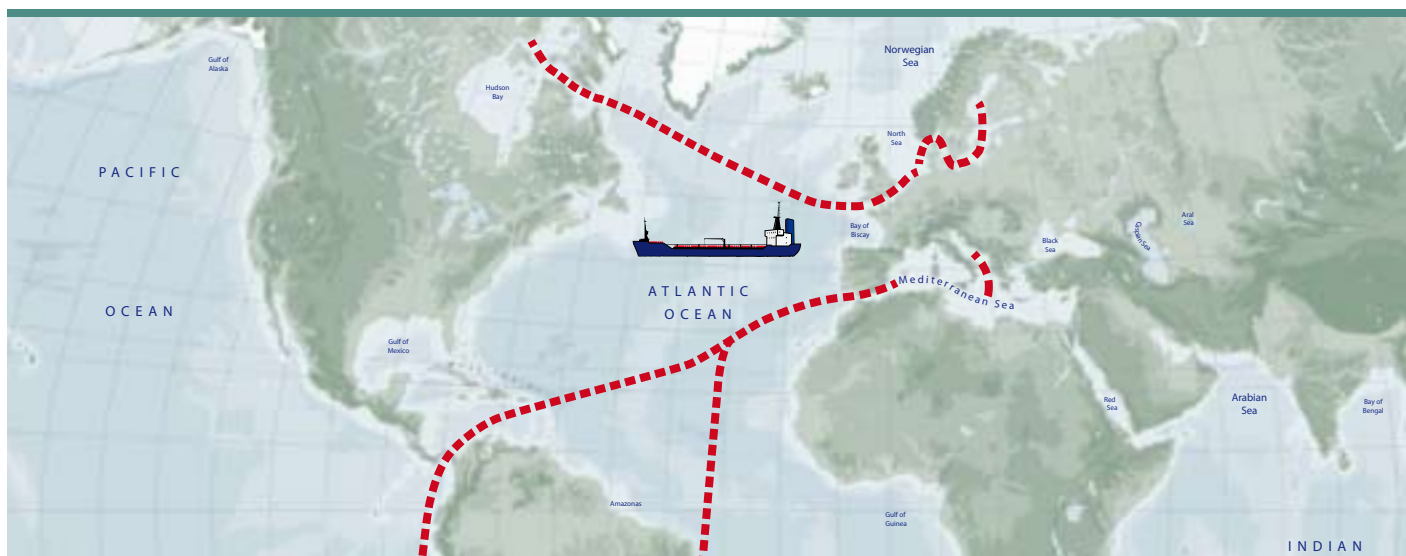 Gulf of
Alaska
Hudson
Bay
Norwegian
Sea
North
Sea
PACIFIC
OCEAN
Bay of
Biscay
Black
Sea
Caspian Sea
Aral
Sea
ATLANTIC
OCEAN
Mediterranean Sea
Gulf of
Mexico
Red
Sea
Arabian
Sea
Bay of
Bengal
Amazonas
Gulf of
Guinea
INDIAN